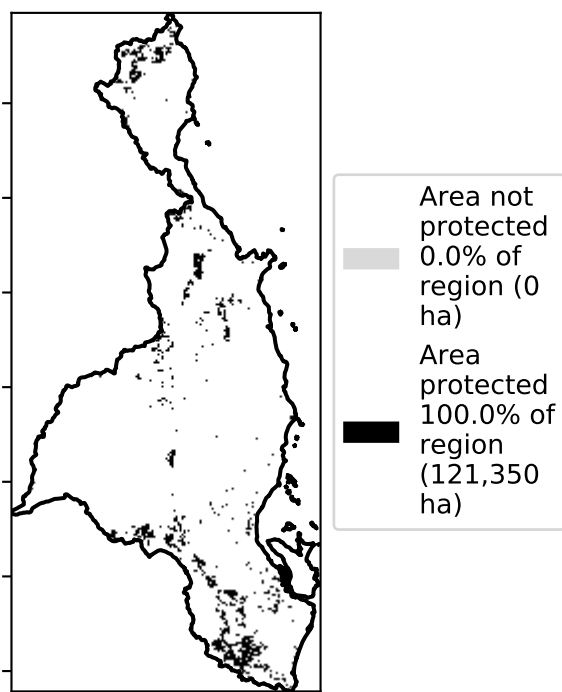 Area not
protected
0.0% of
region (0
ha)
Area
protected
100.0% of
region
(121,350
ha)